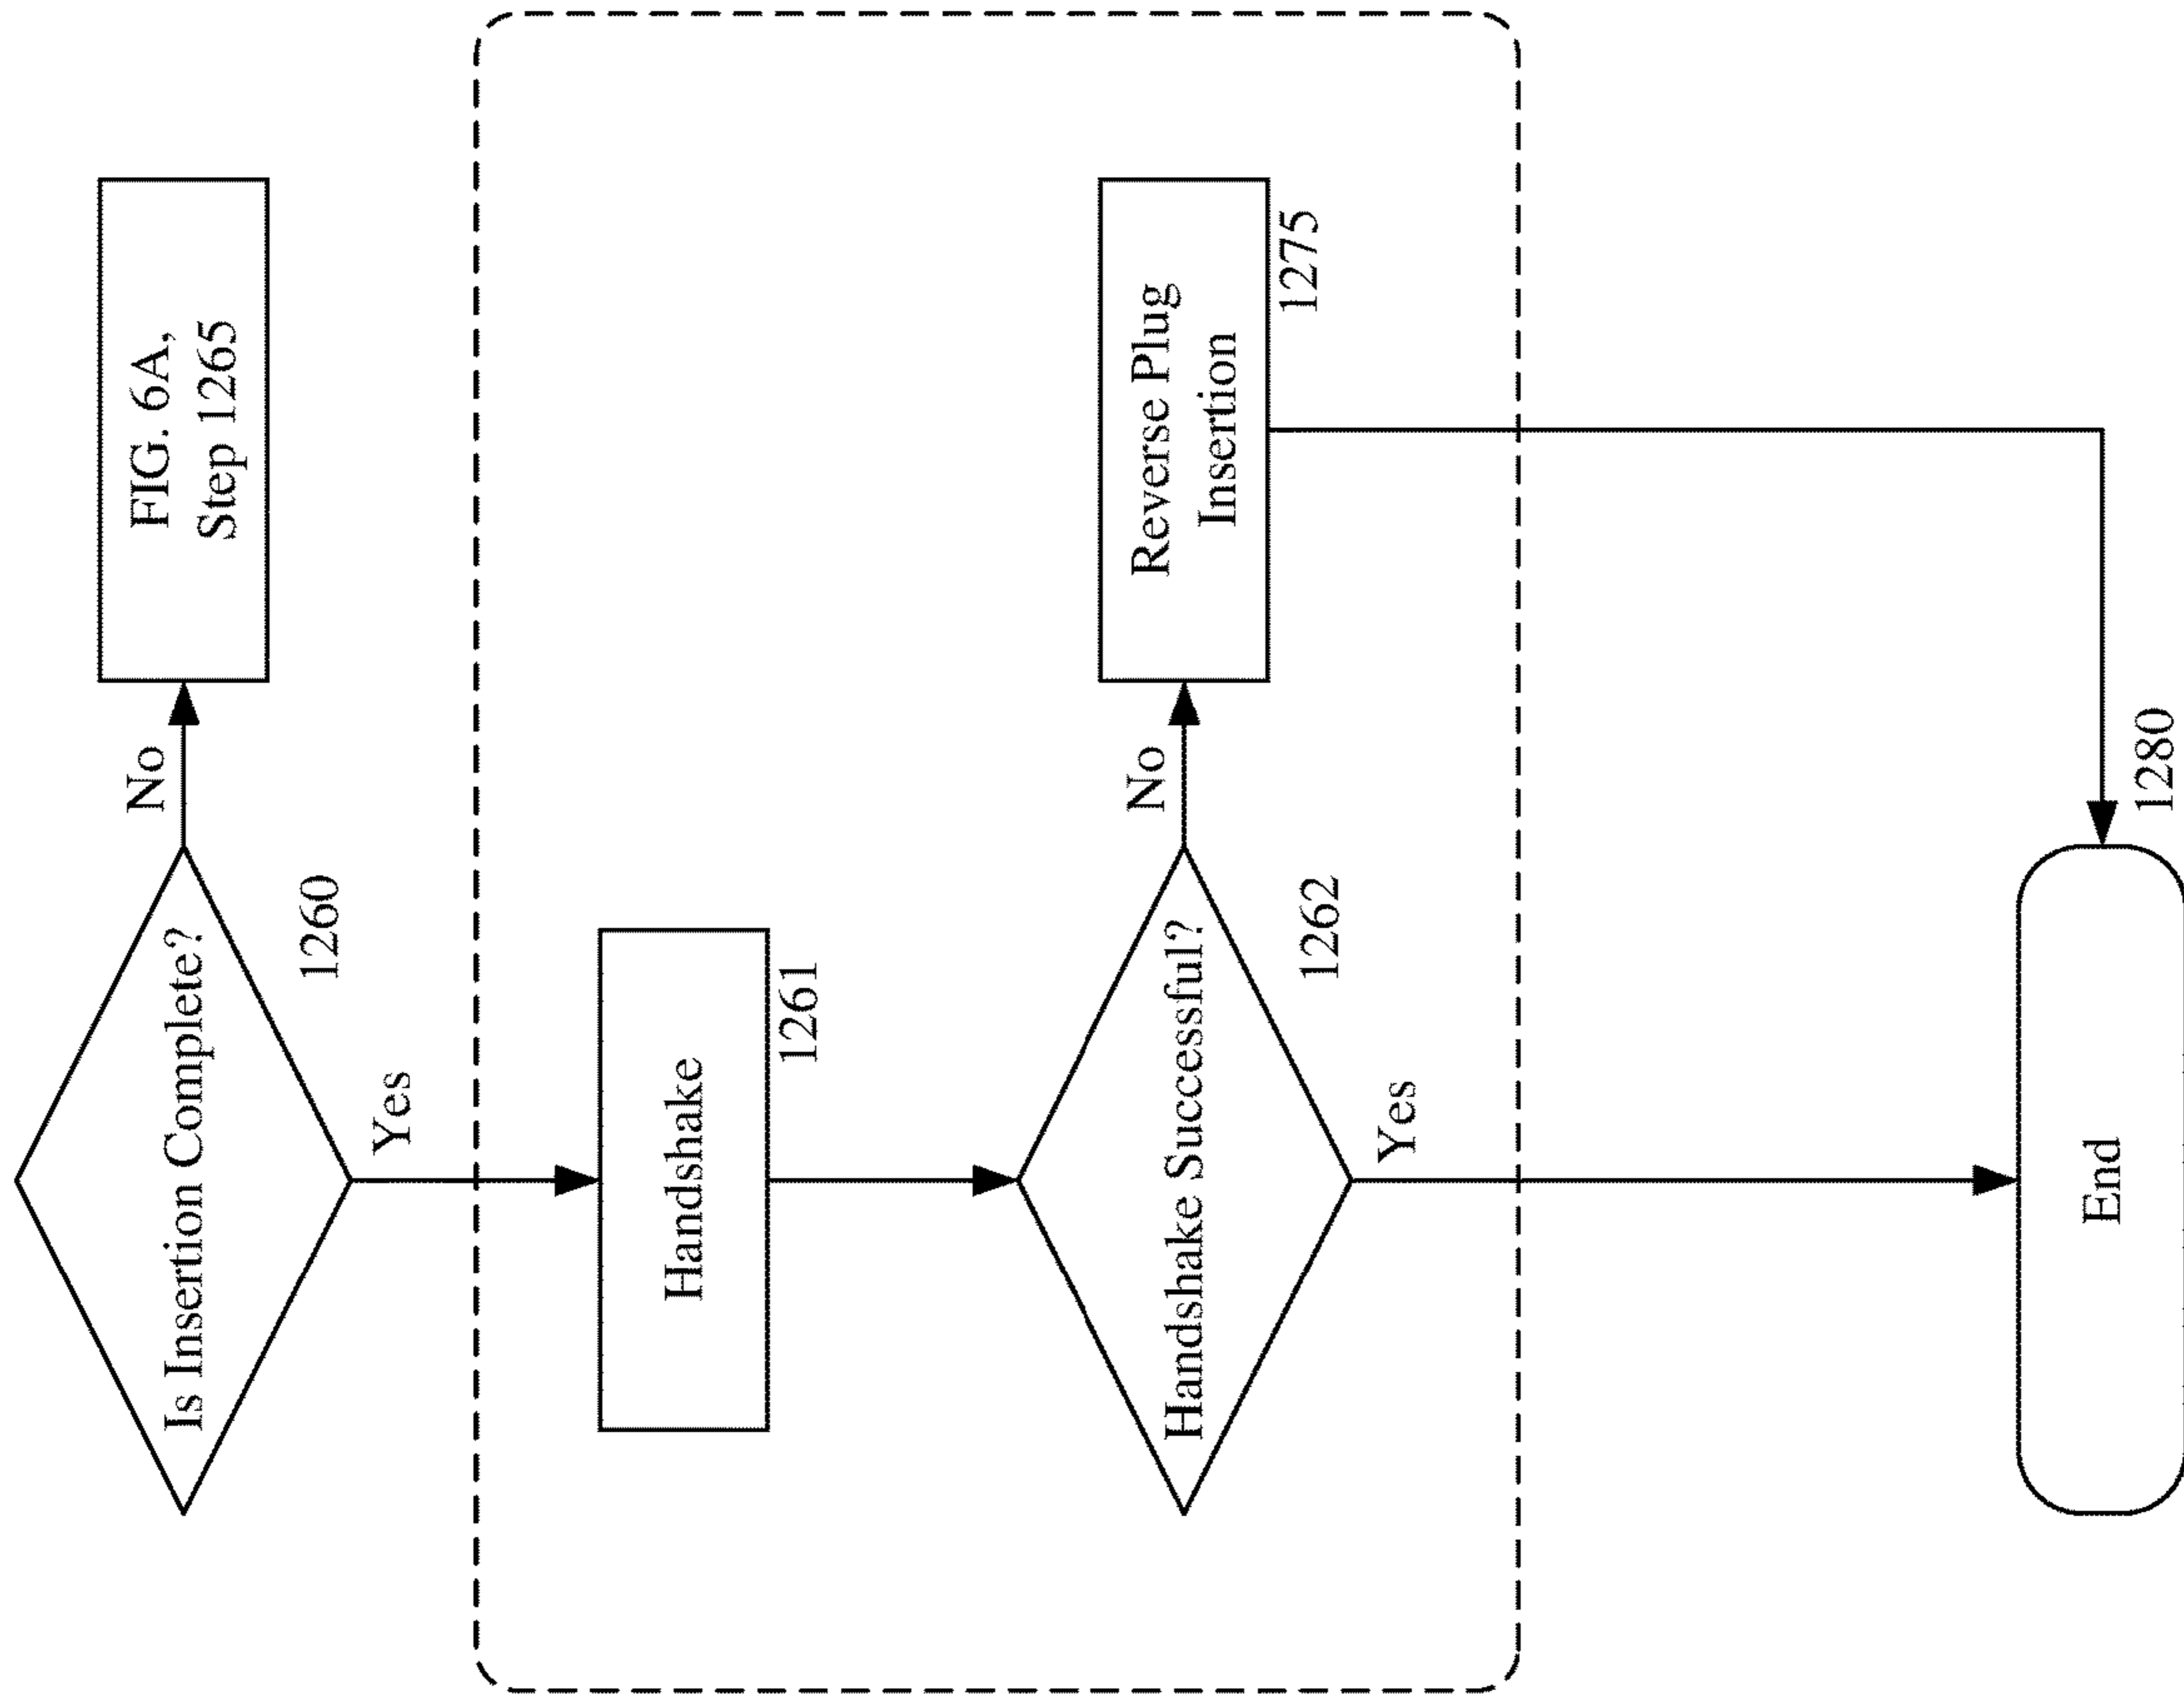 Is Insertion Complete?
1260
No
FIG. 6A,
Step 1265
Yes
Handshake
1261
Handshake Successful?
1262
No
Reverse Plug
Insertion
1275
Yes
End
1280